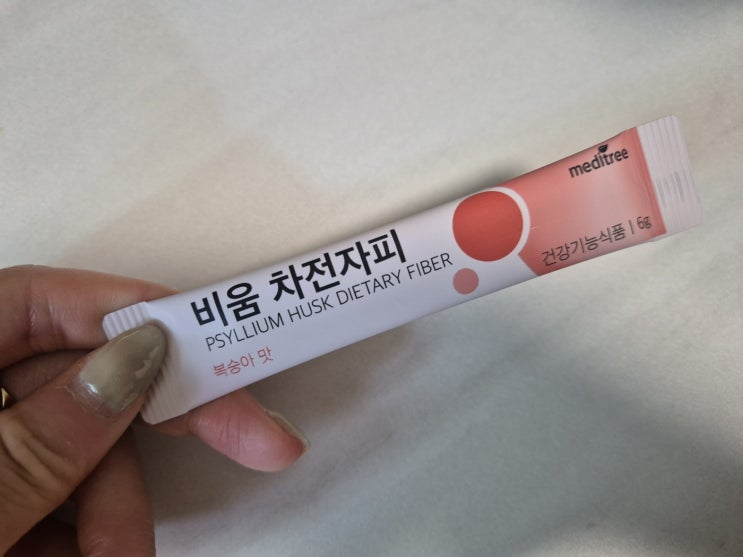 meditree
비움 차전자피
PSYLLIUM HUSK DIETARY FIBER
복숭아 맛
건강기능식품 | 6g